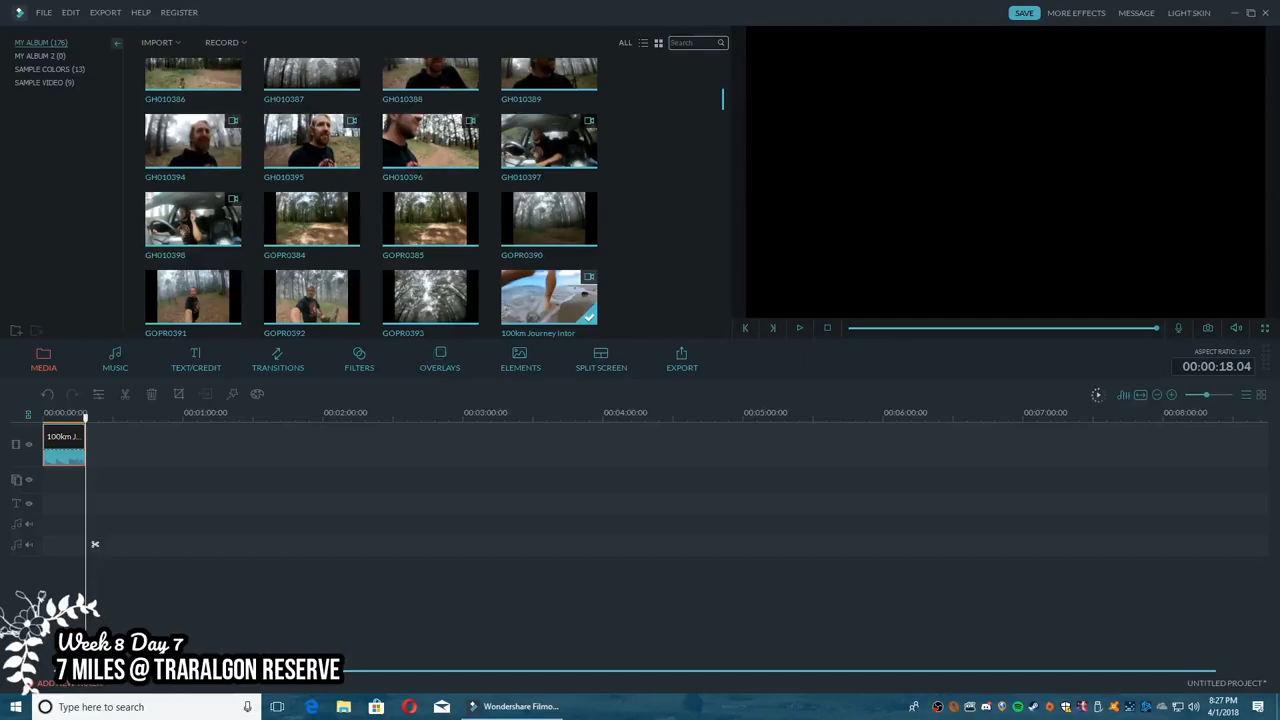 FILE EDIT EXPORT HELP REGISTER SAVE MORE EFFECTS MESSAGE LIGHT SKIN
MY ALBUM (176) IMPORT RECORD ALL Search
MY ALBUM 2 (0)
SAMPLE COLORS (13)
SAMPLE VIDEO (9)
GH010386 GH010387 GH010388 GH010389
GH010394 GH010395 GH010396 GH010397
GH010398 GOPR0384 GOPR0385 GOPR0390
GOPR0391 GOPR0392 GOPR0393 100km Journey Intor
ASPECT RATIO: 16:9
00:00:18.04
MEDIA MUSIC TEXT/CREDIT TRANSITIONS FILTERS OVERLAYS ELEMENTS SPLIT SCREEN EXPORT
00:00:00:00 00:01:00:00 00:02:00:00 00:03:00:00 00:04:00:00 00:05:00:00 00:06:00:00 00:07:00:00 00:08:00:00
100km J...
Week 8 Day 7
7 MILES @ TRARALGON RESERVE
UNTITLED PROJECT*
Type here to search
Wondershare Filmo...
8:27 PM
4/1/2018